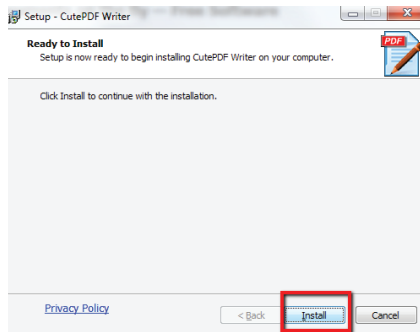 Setup - CutePDF Writer
Ready to Install
Setup is now ready to begin installing CutePDF Writer on your computer.
PDF
Click Install to continue with the installation.
Privacy Policy
< Back
Install
Cancel